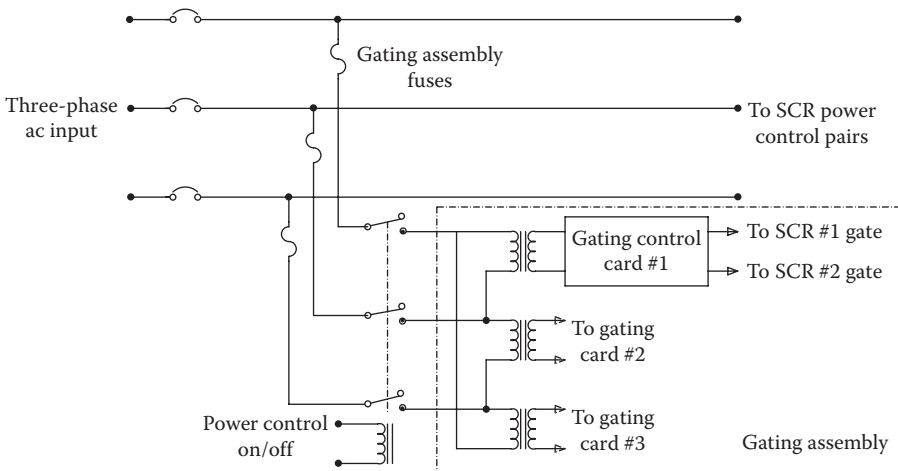 Gating assembly
fuses
Three-phase
ac input
To SCR power
control pairs
Gating control
card #1
To SCR #1 gate
To SCR #2 gate
To gating
card #2
To gating
card #3
Power control
on/off
Gating assembly